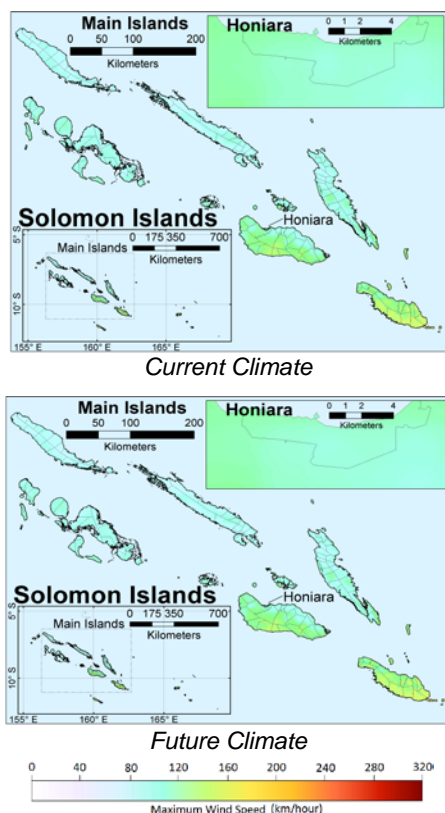 Main Islands
0 50 100 200
Kilometers
Honiara
0 1 2 4
Kilometers
Honiara
Solomon Islands
5° S
Main Islands
0 175 350 700
Kilometers
10° S
155° E 160° E 165° E
Current Climate
Main Islands
0 50 100 200
Kilometers
Honiara
0 1 2 4
Kilometers
Honiara
Solomon Islands
5° S
Main Islands
0 175 350 700
Kilometers
10° S
155° E 160° E 165° E
Future Climate
0 40 80 120 160 200 240 280 320
Maximum Wind Speed (km/hour)